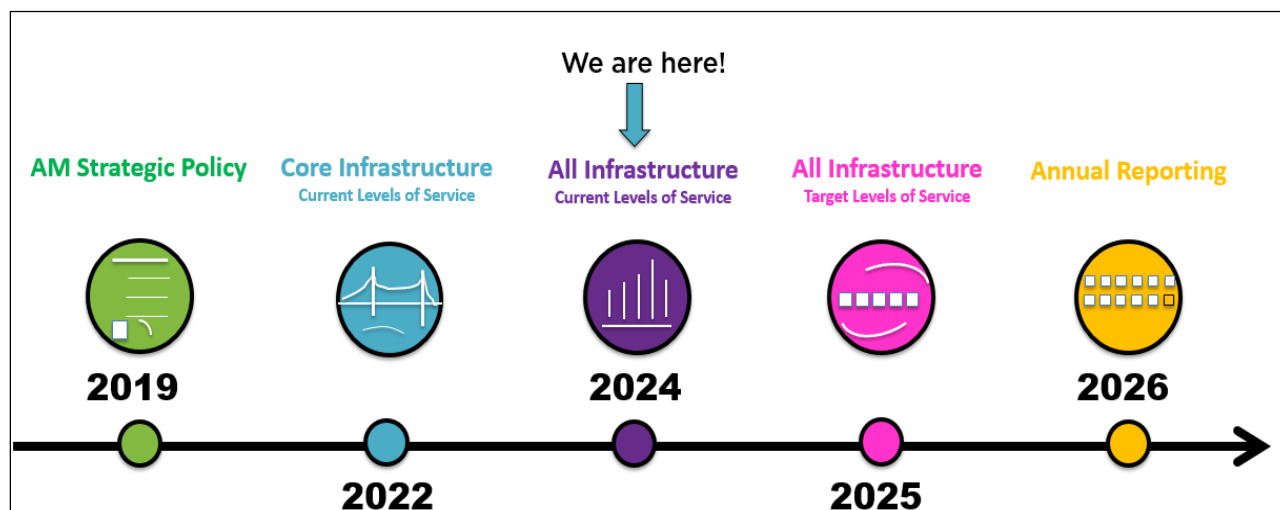 We are here!
AM Strategic Policy
Core Infrastructure
Current Levels of Service
All Infrastructure
Current Levels of Service
All Infrastructure
Target Levels of Service
Annual Reporting
2019
2024
2026
2022
2025